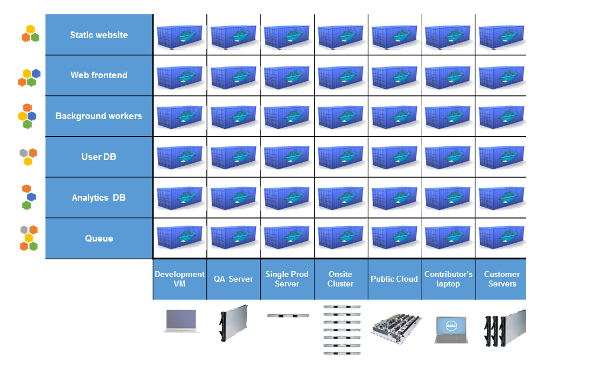 Static website
Web frontend
Background workers
User DB
Analytics DB
Queue
Development
VM
QA Server
Single Prod
Server
Onsite
Cluster
Public Cloud
Contributor's
laptop
Customer
Servers